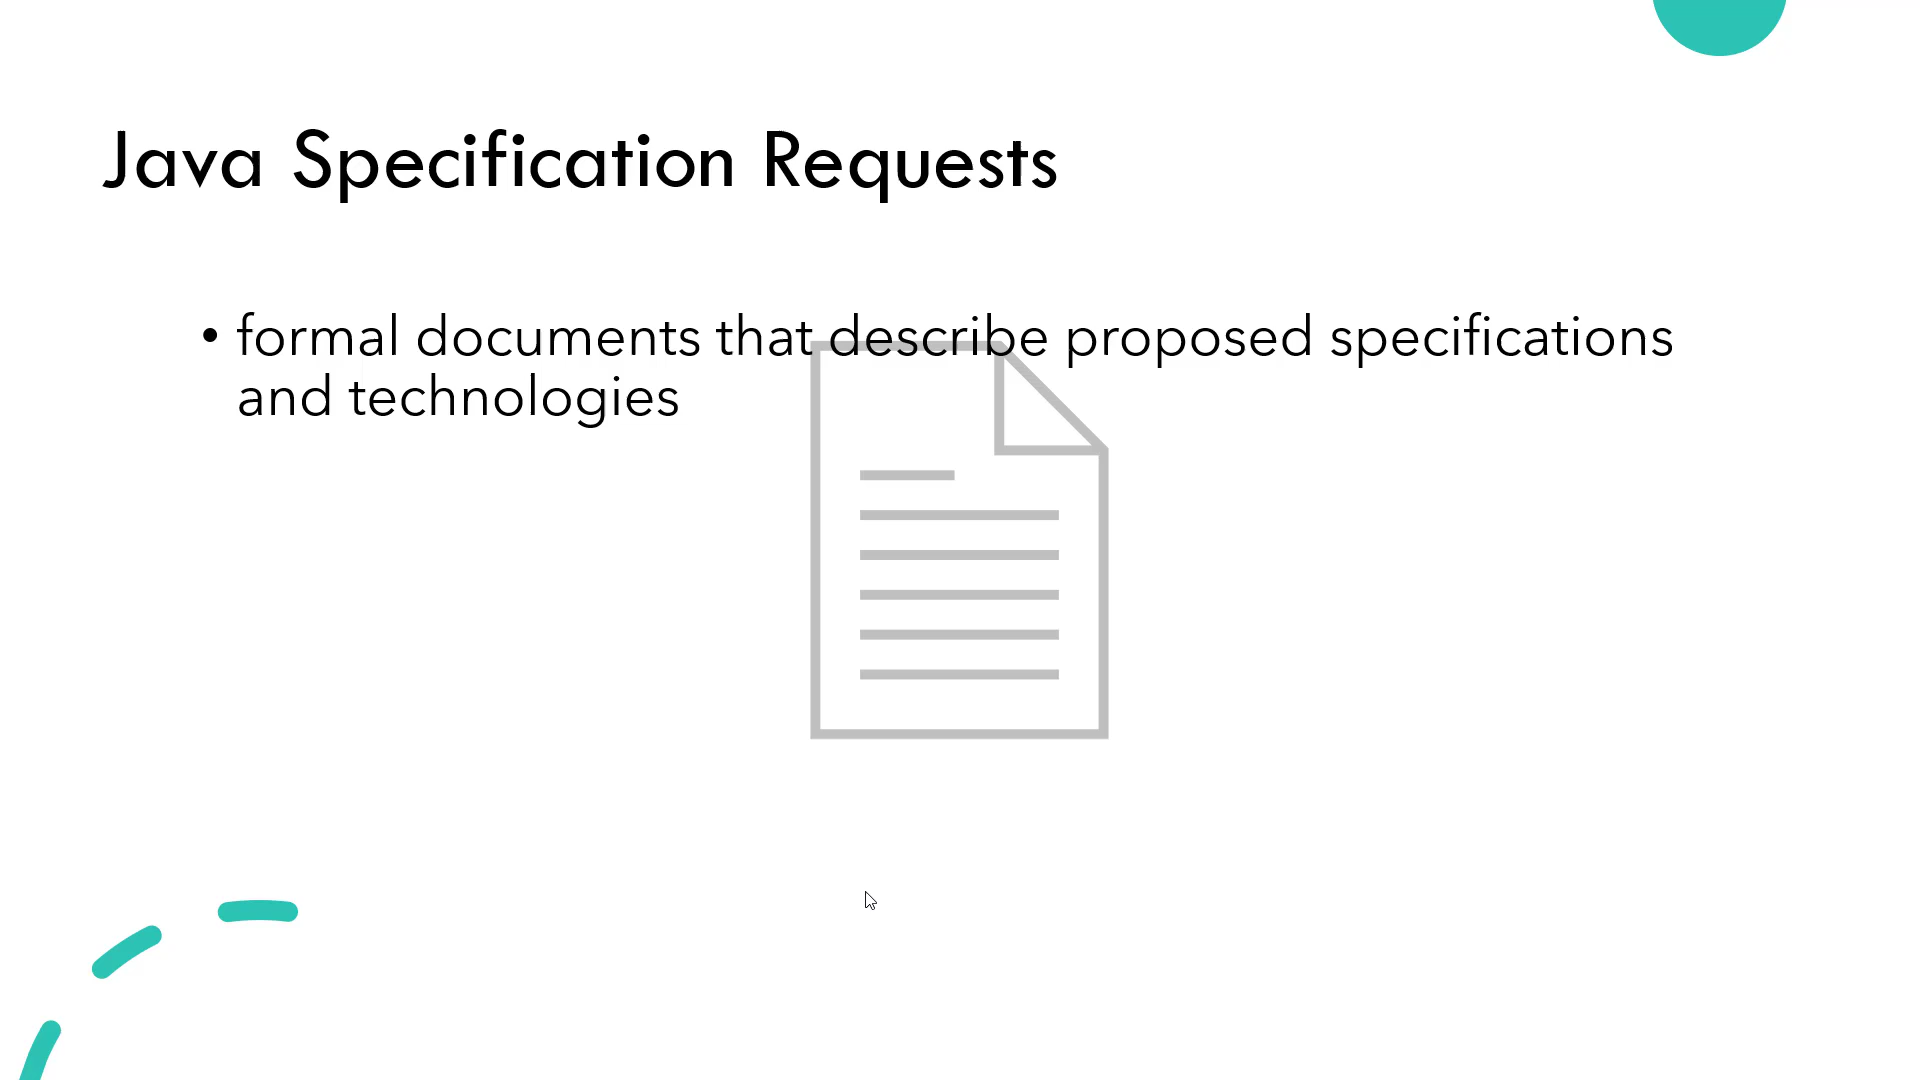 Java Specification Requests
• formal documents that describe proposed specifications
and technologies